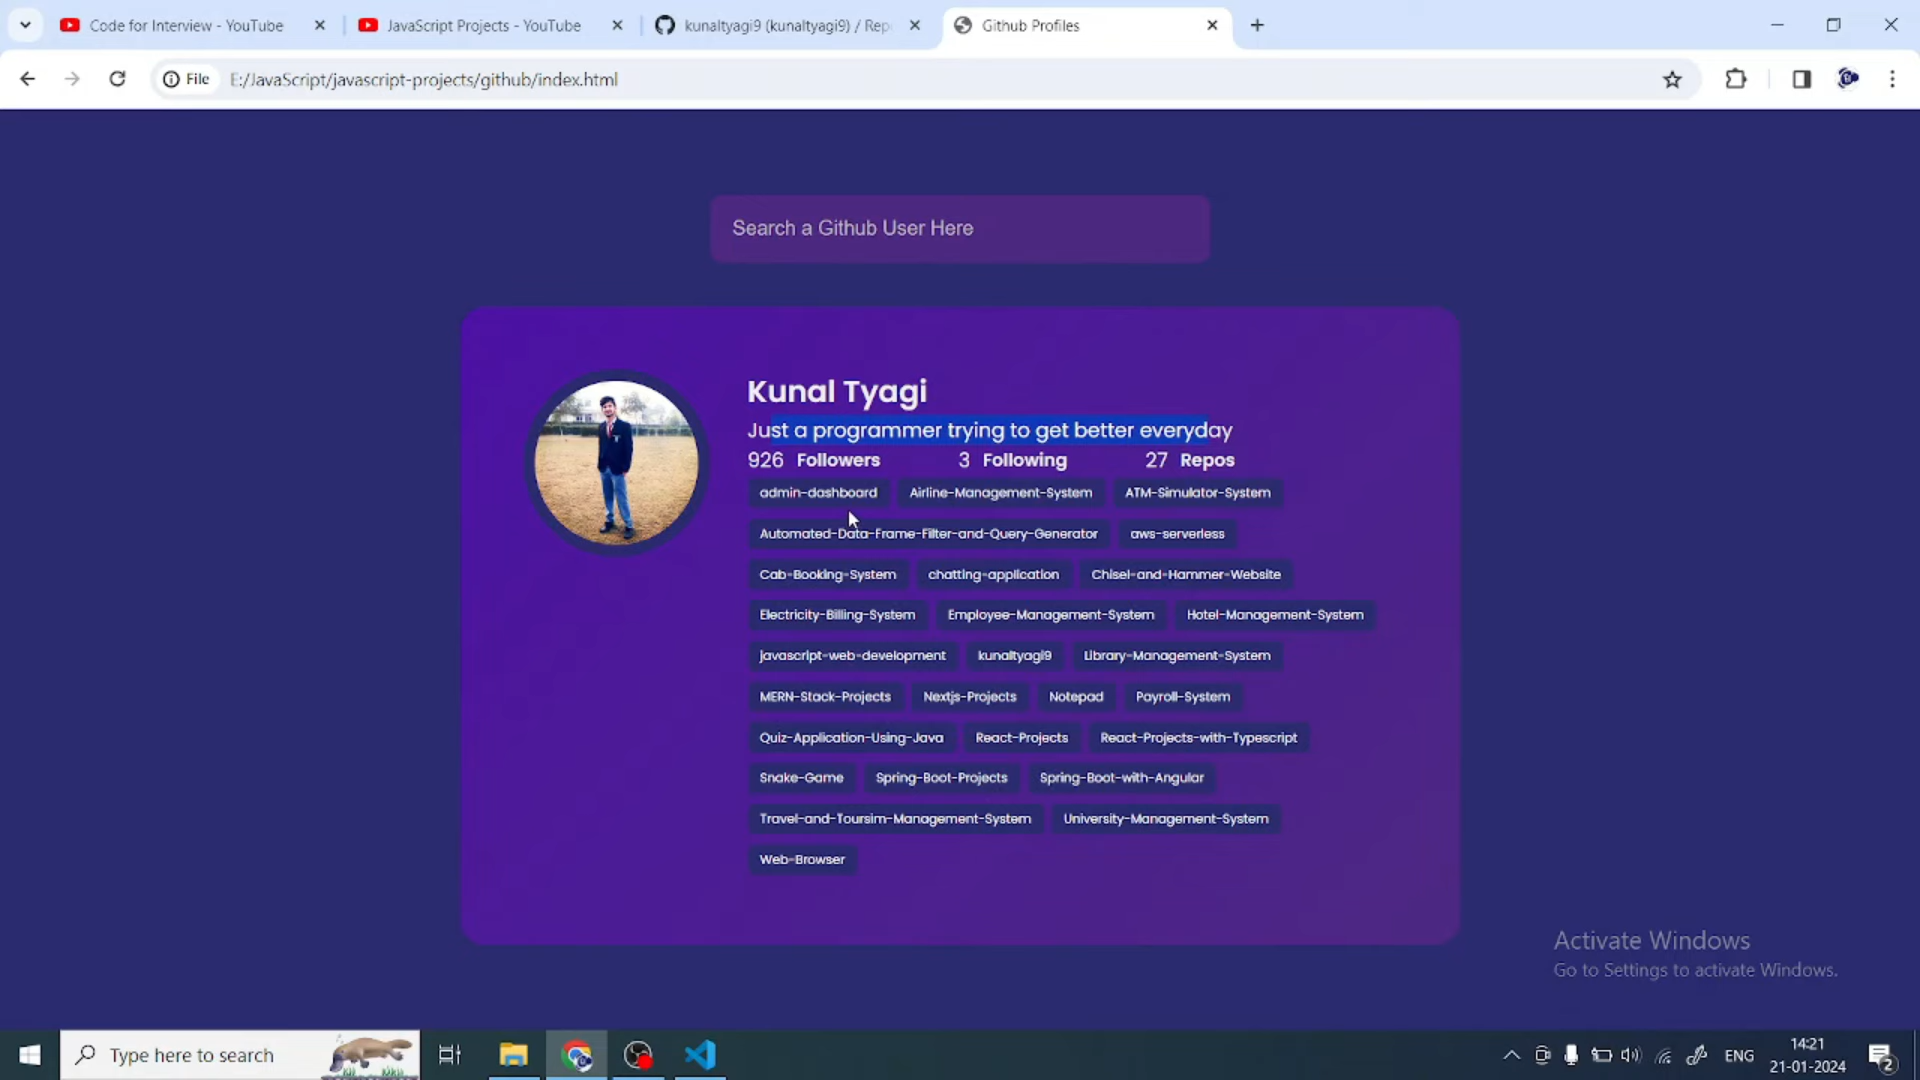 Code for Interview - YouTube
JavaScript Projects - YouTube
kunaltyagi9 (kunaltyagi9) / Rep
Github Profiles
File
E:/JavaScript/javascript-projects/github/index.html
Search a Github User Here
Kunal Tyagi
Just a programmer trying to get better everyday
926 Followers 3 Following 27 Repos
admin-dashboard Airline-Management-System ATM-Simulator-System
Automated-Data-Frame-Filter-and-Query-Generator aws-serverless
Cab-Booking-System chatting-application Chisel-and-Hammer-Website
Electricity-Billing-System Employee-Management-System Hotel-Management-System
javascript-web-development kunaltyagi9 Library-Management-System
MERN-Stack-Projects Nextjs-Projects Notepad Payroll-System
Quiz-Application-Using-Java React-Projects React-Projects-with-Typescript
Snake-Game Spring-Boot-Projects Spring-Boot-with-Angular
Travel-and-Toursim-Management-System University-Management-System
Web-Browser
Activate Windows
Go to Settings to activate Windows.
Type here to search
ENG
14:21
21-01-2024
2